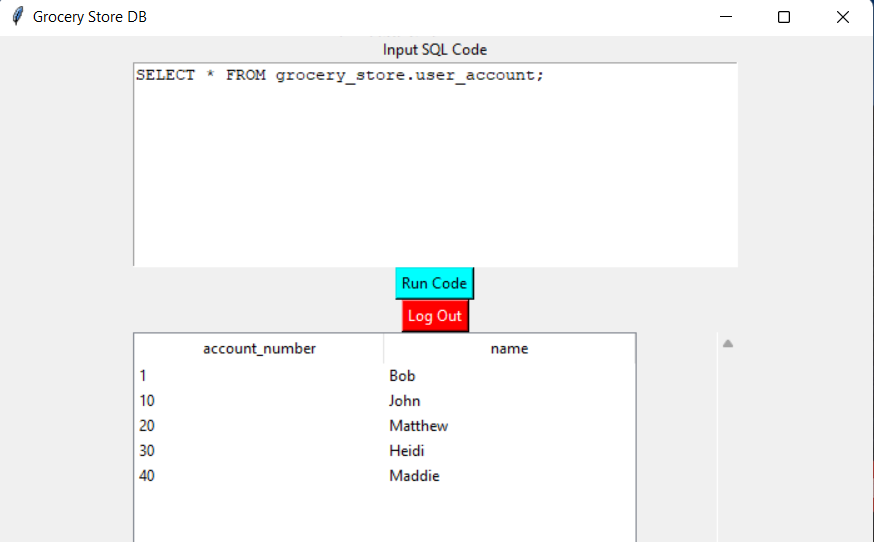 Grocery Store DB
Input SQL Code
SELECT * FROM grocery_store.user_account;
Run Code
Log Out
account_number name
1 Bob
10 John
20 Matthew
30 Heidi
40 Maddie